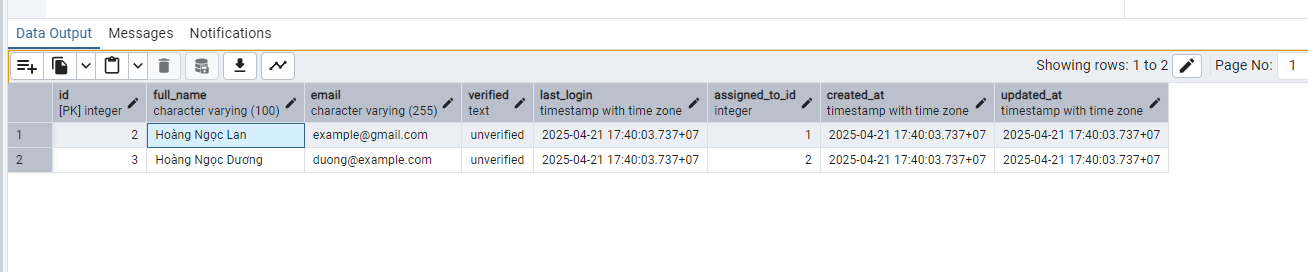 Data Output Messages Notifications
Showing rows: 1 to 2 Page No: 1
id full_name email verified last_login assigned_to_id created_at updated_at
[PK] integer character varying (100) character varying (255) text timestamp with time zone integer timestamp with time zone timestamp with time zone
1 2 Hoàng Ngọc Lan example@gmail.com unverified 2025-04-21 17:40:03.737+07 1 2025-04-21 17:40:03.737+07 2025-04-21 17:40:03.737+07
2 3 Hoàng Ngọc Dương duong@example.com unverified 2025-04-21 17:40:03.737+07 2 2025-04-21 17:40:03.737+07 2025-04-21 17:40:03.737+07